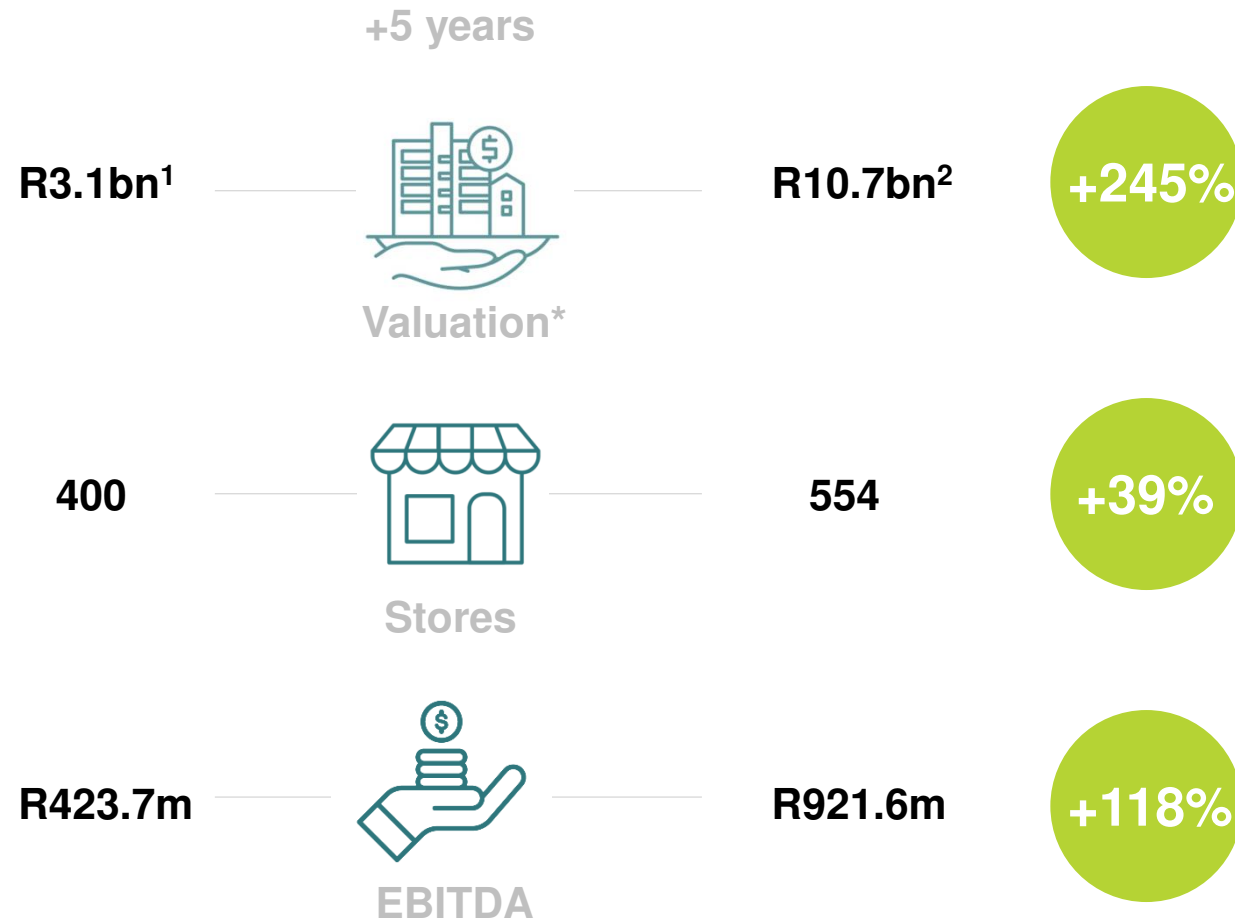 +5 years
R3.1bn¹ R10.7bn² +245%
$
Valuation*
400 554 +39%
Stores
$
R423.7m R921.6m +118%
EBITDA